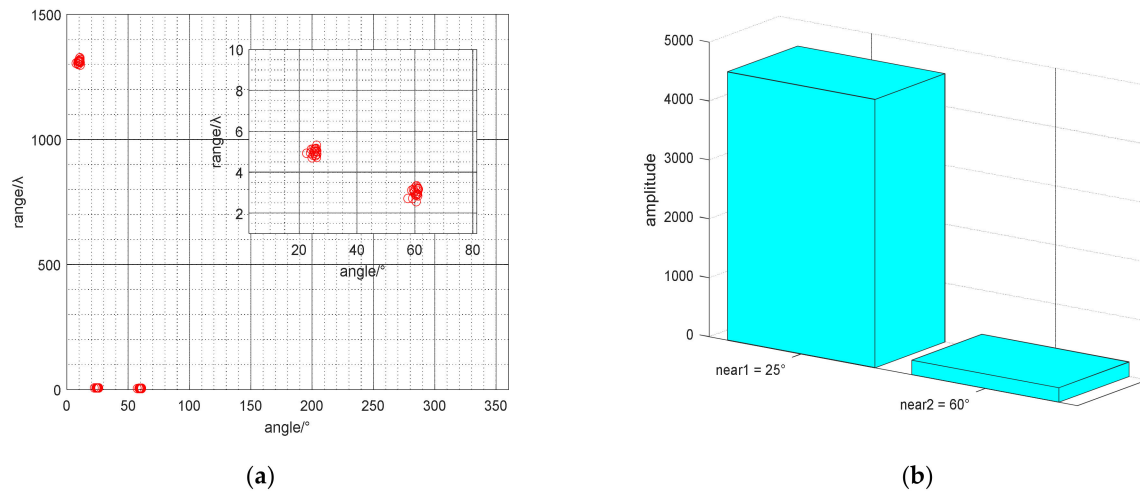 1500
1000
500
0
range/λ
0 50 100 150 200 250 300 350
angle/°
10
8
6
4
2
range/λ
20 40 60 80
angle/°
(a)
5000
4000
3000
2000
1000
0
amplitude
near1 = 25°
near2 = 60°
(b)